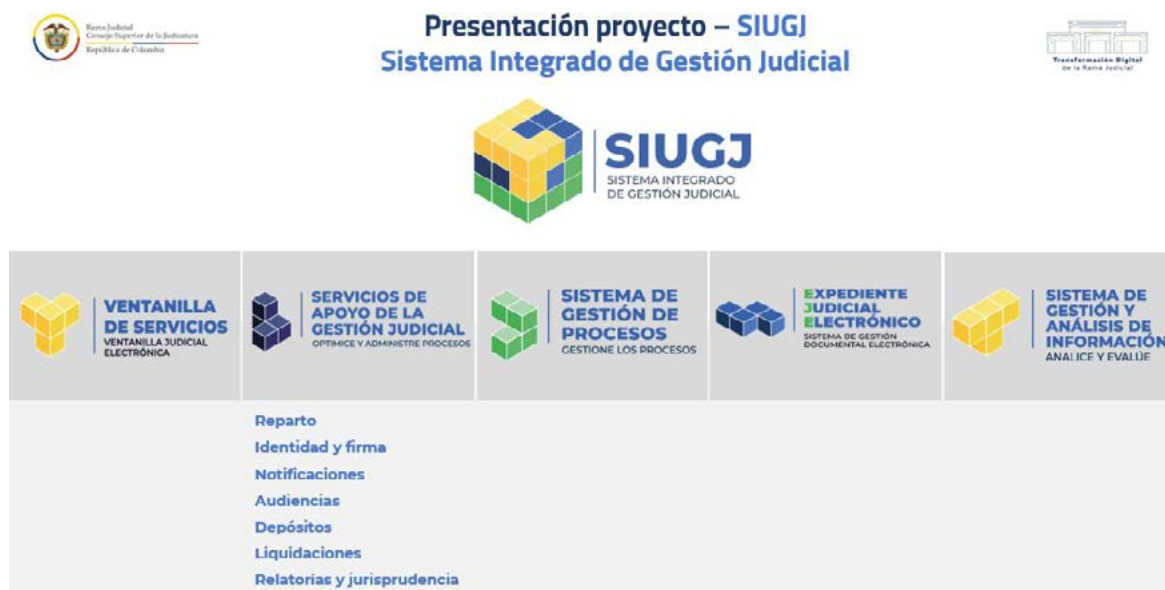 Rama Judicial
Consejo Superior de la Judicatura
República de Colombia
Presentación proyecto – SIUGJ
Sistema Integrado de Gestión Judicial
Transformación Digital
de la Rama Judicial
SIUGJ
SISTEMA INTEGRADO
DE GESTIÓN JUDICIAL
VENTANILLA
DE SERVICIOS
VENTANILLA JUDICIAL
ELECTRÓNICA
SERVICIOS DE
APOYO DE LA
GESTIÓN JUDICIAL
OPTIMICE Y ADMINISTRE PROCESOS
SISTEMA DE
GESTIÓN DE
PROCESOS
GESTIONE LOS PROCESOS
EXPEDIENTE
JUDICIAL
ELECTRÓNICO
SISTEMA DE GESTIÓN
DOCUMENTAL ELECTRÓNICA
SISTEMA DE
GESTIÓN Y
ANÁLISIS DE
INFORMACIÓN
ANALICE Y EVALÚE
Reparto
Identidad y firma
Notificaciones
Audiencias
Depósitos
Liquidaciones
Relatorías y jurisprudencia